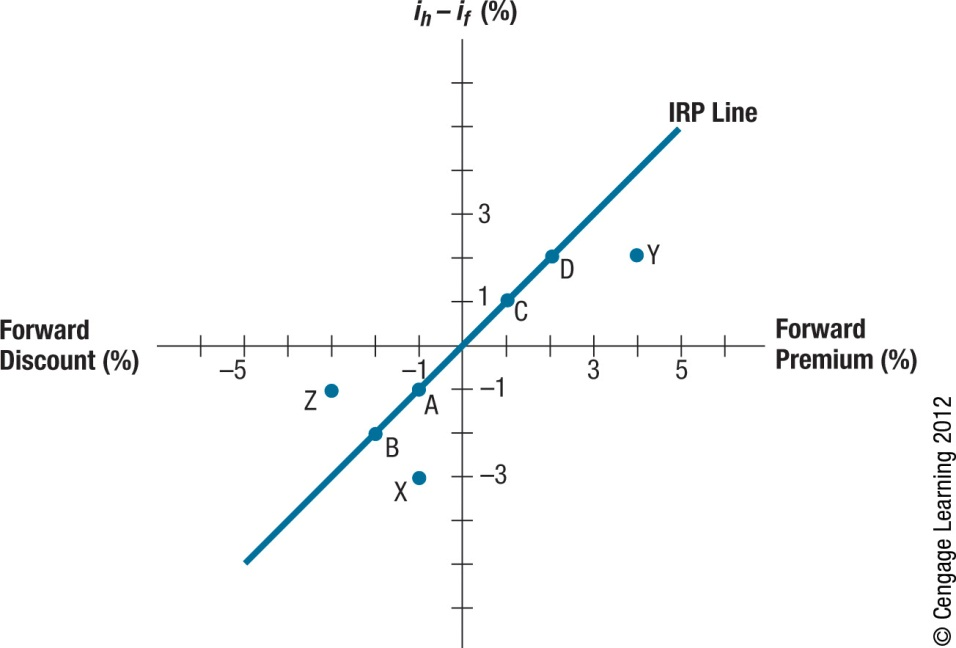 i_h – i_f (%)
IRP Line
3
Y
D
1
C
Forward
Discount (%)
Forward
Premium (%)
–5
–1
3
5
–1
Z
A
B
–3
X
© Cengage Learning 2012